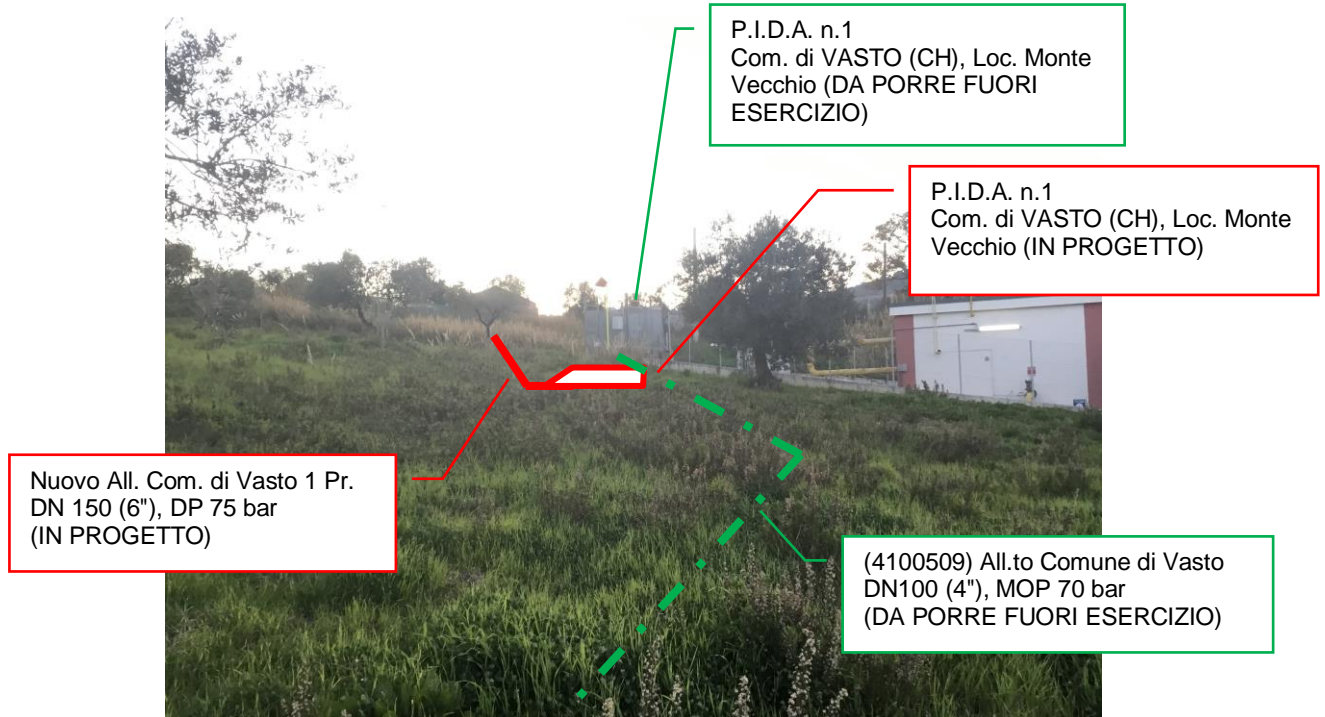 P.I.D.A. n.1
Com. di VASTO (CH), Loc. Monte
Vecchio (DA PORRE FUORI
ESERCIZIO)
P.I.D.A. n.1
Com. di VASTO (CH), Loc. Monte
Vecchio (IN PROGETTO)
Nuovo All. Com. di Vasto 1 Pr.
DN 150 (6"), DP 75 bar
(IN PROGETTO)
(4100509) All.to Comune di Vasto
DN100 (4"), MOP 70 bar
(DA PORRE FUORI ESERCIZIO)